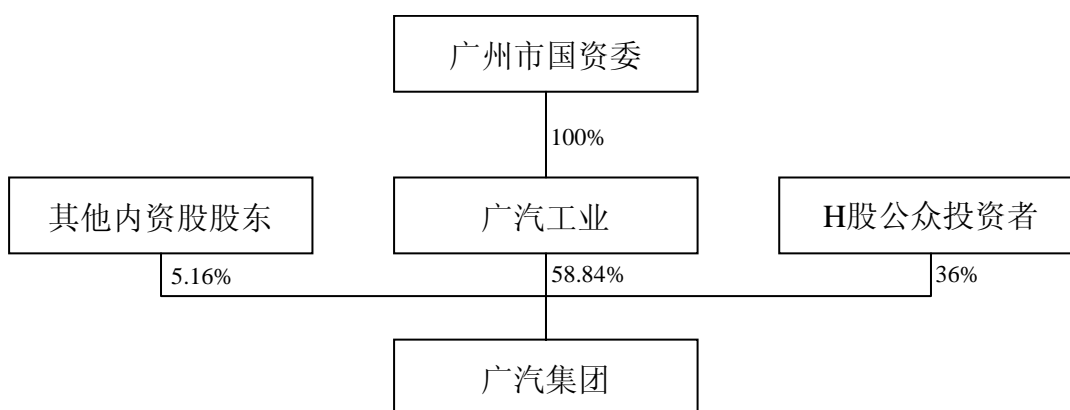 广州市国资委
100%
其他内资股股东
广汽工业
H股公众投资者
5.16%
58.84%
36%
广汽集团